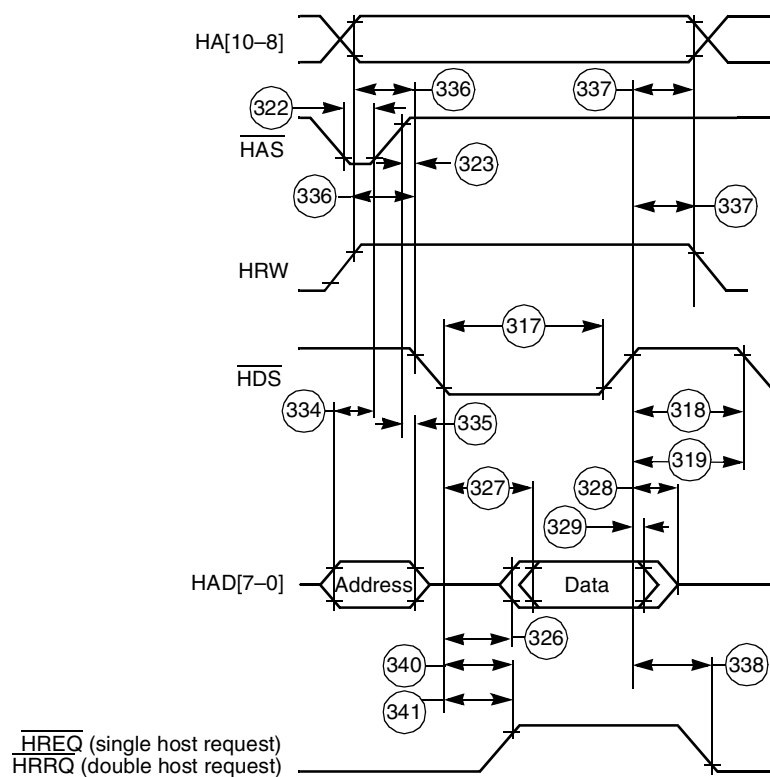 HA[10–8]
336
337
322
HAS
323
336
337
HRW
317
HDS
334
335
318
319
327
328
329
HAD[7–0]
Address
Data
326
340
338
341
HREQ (single host request)
HRRQ (double host request)